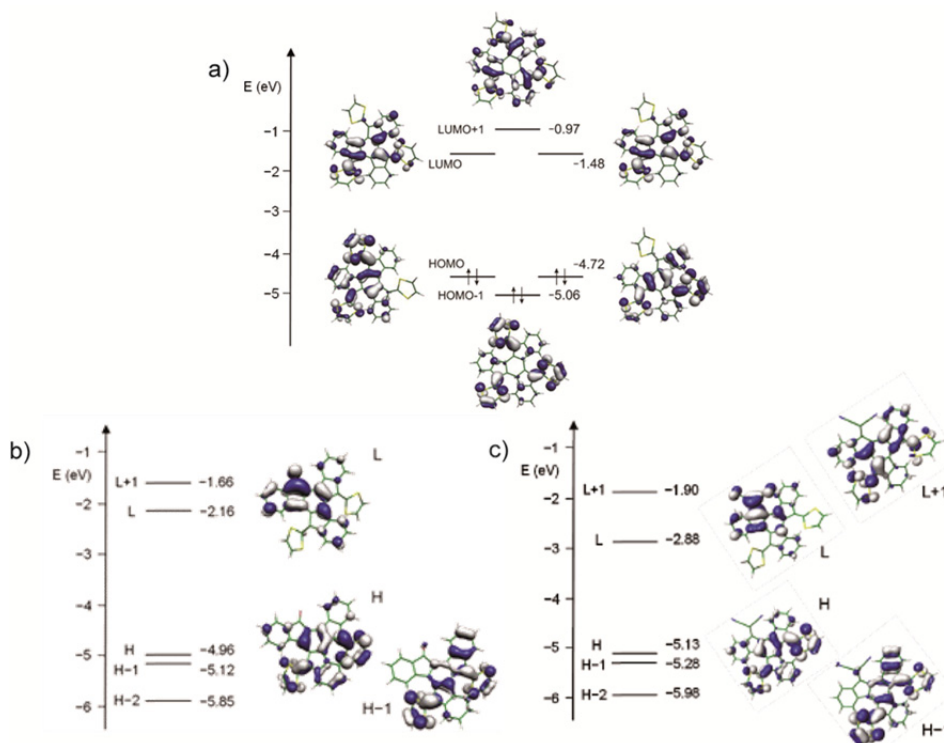 a)
E (eV)
−1
−2
−3
−4
−5
LUMO+1 −0.97
LUMO −1.48
HOMO −4.72
HOMO-1 −5.06
b)
E (eV)
−1
−2
−3
−4
−5
−6
L+1 −1.66
L −2.16
H −4.96
H−1 −5.12
H−2 −5.85
L
H
H−1
c)
E (eV)
−1
−2
−3
−4
−5
−6
L+1 −1.90
L −2.88
H −5.13
H−1 −5.28
H−2 −5.98
L+1
L
H
H−1